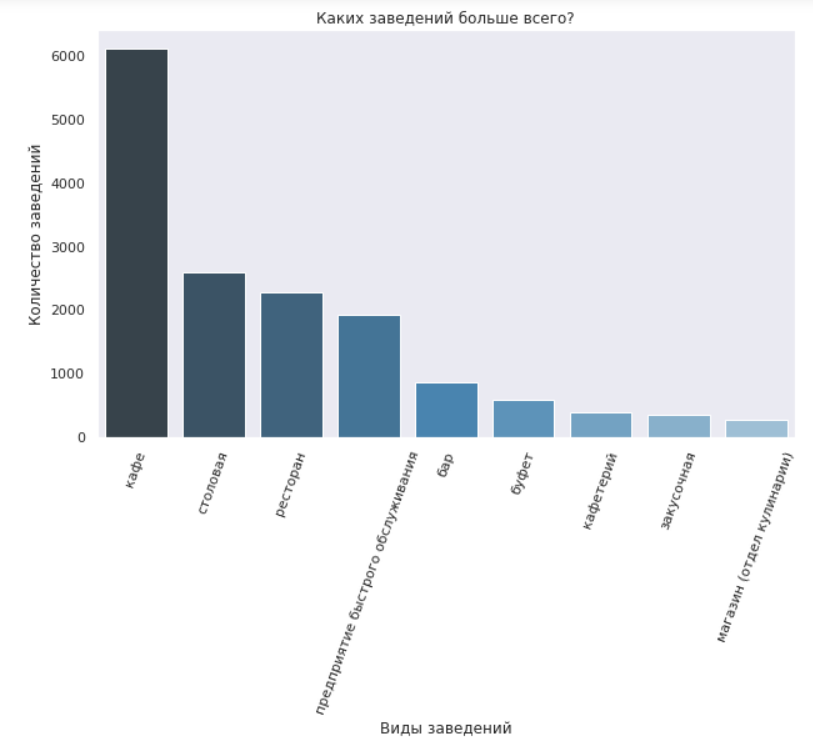 Каких заведений больше всего?
Количество заведений
6000
5000
4000
3000
2000
1000
0
кафе
столовая
ресторан
предприятие быстрого обслуживания
бар
буфет
кафетерий
закусочная
магазин (отдел кулинарии)
Виды заведений